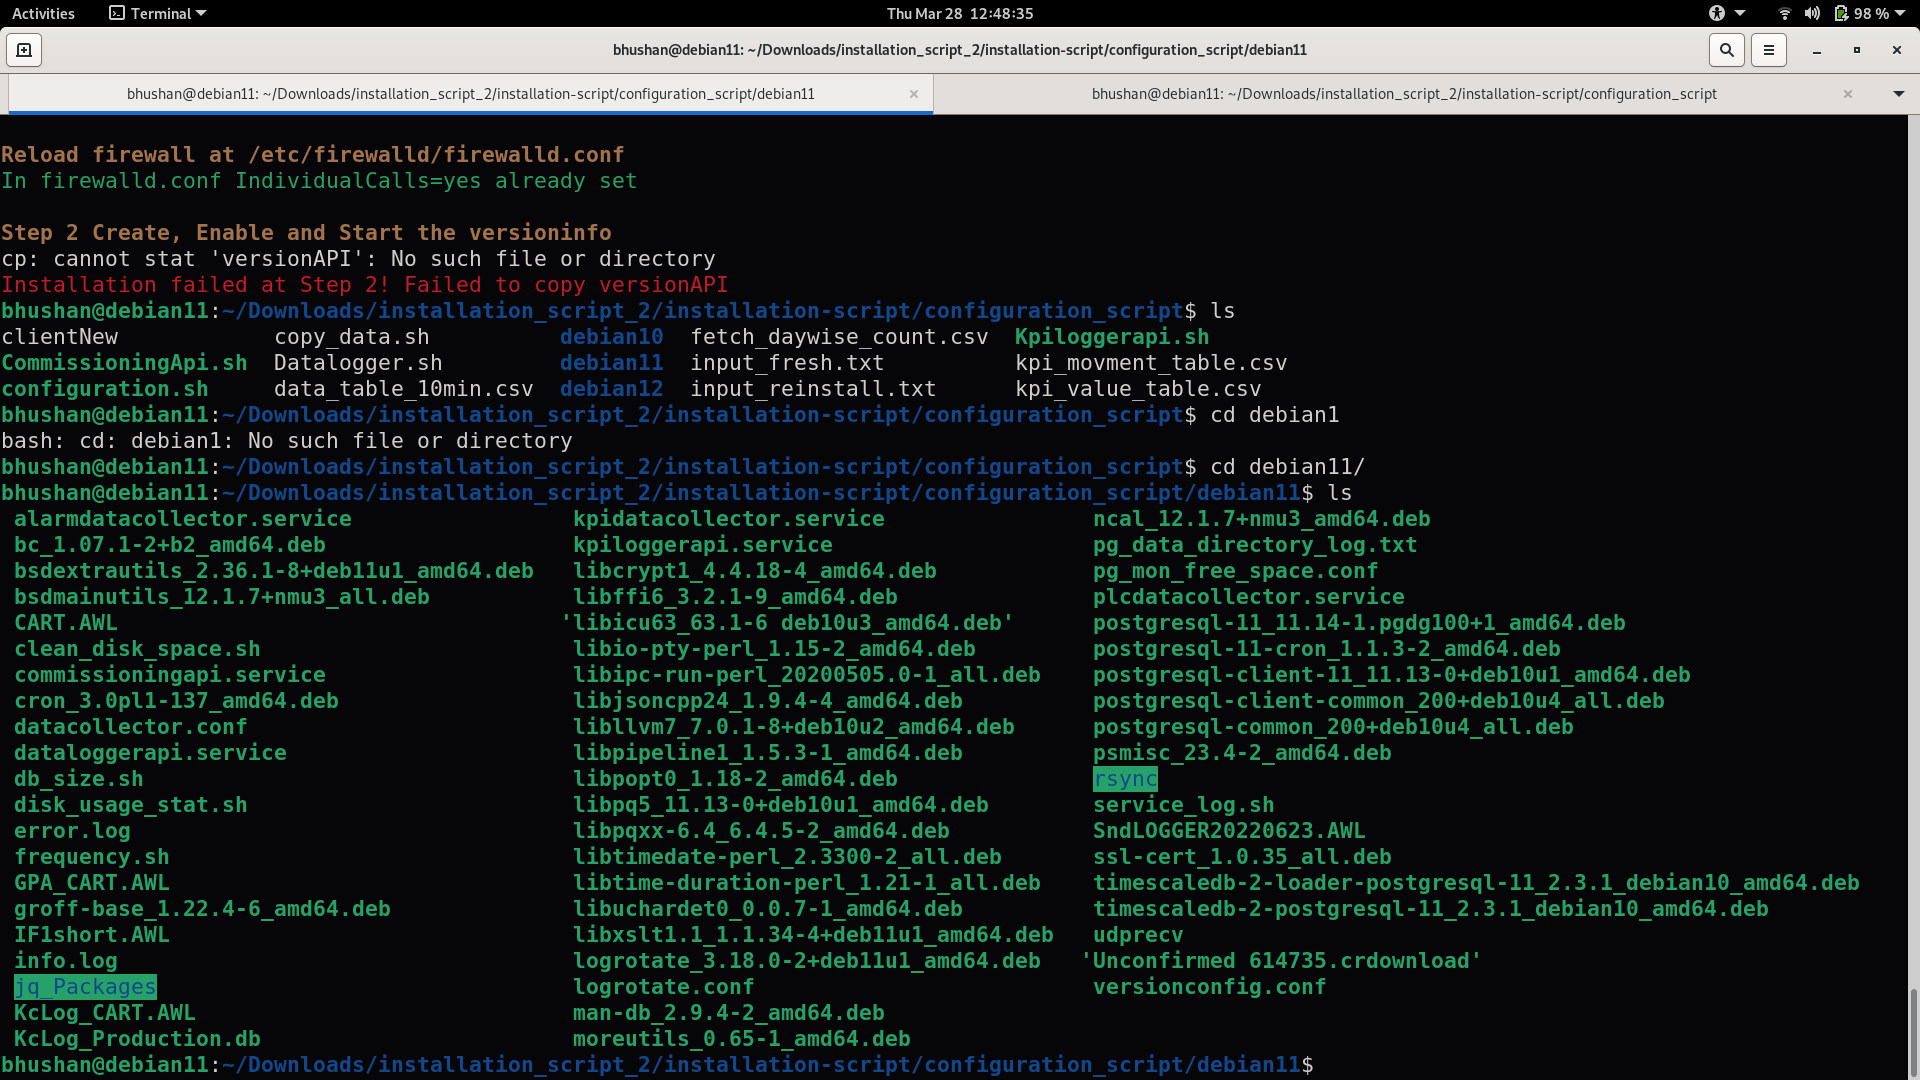 Activities Terminal Thu Mar 28 12:48:35 98 %
bhushan@debian11: ~/Downloads/installation_script_2/installation-script/configuration_script/debian11
bhushan@debian11: ~/Downloads/installation_script_2/installation-script/configuration_script/debian11 bhushan@debian11: ~/Downloads/installation_script_2/installation-script/configuration_script
Reload firewall at /etc/firewalld/firewalld.conf
In firewalld.conf IndividualCalls=yes already set
Step 2 Create, Enable and Start the versioninfo
cp: cannot stat 'versionAPI': No such file or directory
Installation failed at Step 2! Failed to copy versionAPI
bhushan@debian11:~/Downloads/installation_script_2/installation-script/configuration_script$ ls
clientNew copy_data.sh debian10 fetch_daywise_count.csv Kpiloggerapi.sh
CommissioningApi.sh Datalogger.sh debian11 input_fresh.txt kpi_movment_table.csv
configuration.sh data_table_10min.csv debian12 input_reinstall.txt kpi_value_table.csv
bhushan@debian11:~/Downloads/installation_script_2/installation-script/configuration_script$ cd debian1
bash: cd: debian1: No such file or directory
bhushan@debian11:~/Downloads/installation_script_2/installation-script/configuration_script$ cd debian11/
bhushan@debian11:~/Downloads/installation_script_2/installation-script/configuration_script/debian11$ ls
alarmdatacollector.service kpidatacollector.service ncal_12.1.7+nmu3_amd64.deb
bc_1.07.1-2+b2_amd64.deb kpiloggerapi.service pg_data_directory_log.txt
bsdextrautils_2.36.1-8+deb11u1_amd64.deb libcrypt1_4.4.18-4_amd64.deb pg_mon_free_space.conf
bsdmainutils_12.1.7+nmu3_all.deb libffi6_3.2.1-9_amd64.deb plcdatacollector.service
CART.AWL 'libicu63_63.1-6 deb10u3_amd64.deb' postgresql-11_11.14-1.pgdg100+1_amd64.deb
clean_disk_space.sh libio-pty-perl_1.15-2_amd64.deb postgresql-11-cron_1.1.3-2_amd64.deb
commissioningapi.service libipc-run-perl_20200505.0-1_all.deb postgresql-client-11_11.13-0+deb10u1_amd64.deb
cron_3.0pl1-137_amd64.deb libjsoncpp24_1.9.4-4_amd64.deb postgresql-client-common_200+deb10u4_all.deb
datacollector.conf libllvm7_7.0.1-8+deb10u2_amd64.deb postgresql-common_200+deb10u4_all.deb
dataloggerapi.service libpipeline1_1.5.3-1_amd64.deb psmisc_23.4-2_amd64.deb
db_size.sh libpopt0_1.18-2_amd64.deb rsync
disk_usage_stat.sh libpq5_11.13-0+deb10u1_amd64.deb service_log.sh
error.log libpqxx-6.4_6.4.5-2_amd64.deb SndLOGGER20220623.AWL
frequency.sh libtimedate-perl_2.3300-2_all.deb ssl-cert_1.0.35_all.deb
GPA_CART.AWL libtime-duration-perl_1.21-1_all.deb timescaledb-2-loader-postgresql-11_2.3.1_debian10_amd64.deb
groff-base_1.22.4-6_amd64.deb libuchardet0_0.0.7-1_amd64.deb timescaledb-2-postgresql-11_2.3.1_debian10_amd64.deb
IF1short.AWL libxslt1.1_1.1.34-4+deb11u1_amd64.deb udprecv
info.log logrotate_3.18.0-2+deb11u1_amd64.deb 'Unconfirmed 614735.crdownload'
jq_Packages logrotate.conf versionconfig.conf
KcLog_CART.AWL man-db_2.9.4-2_amd64.deb
KcLog_Production.db moreutils_0.65-1_amd64.deb
bhushan@debian11:~/Downloads/installation_script_2/installation-script/configuration_script/debian11$